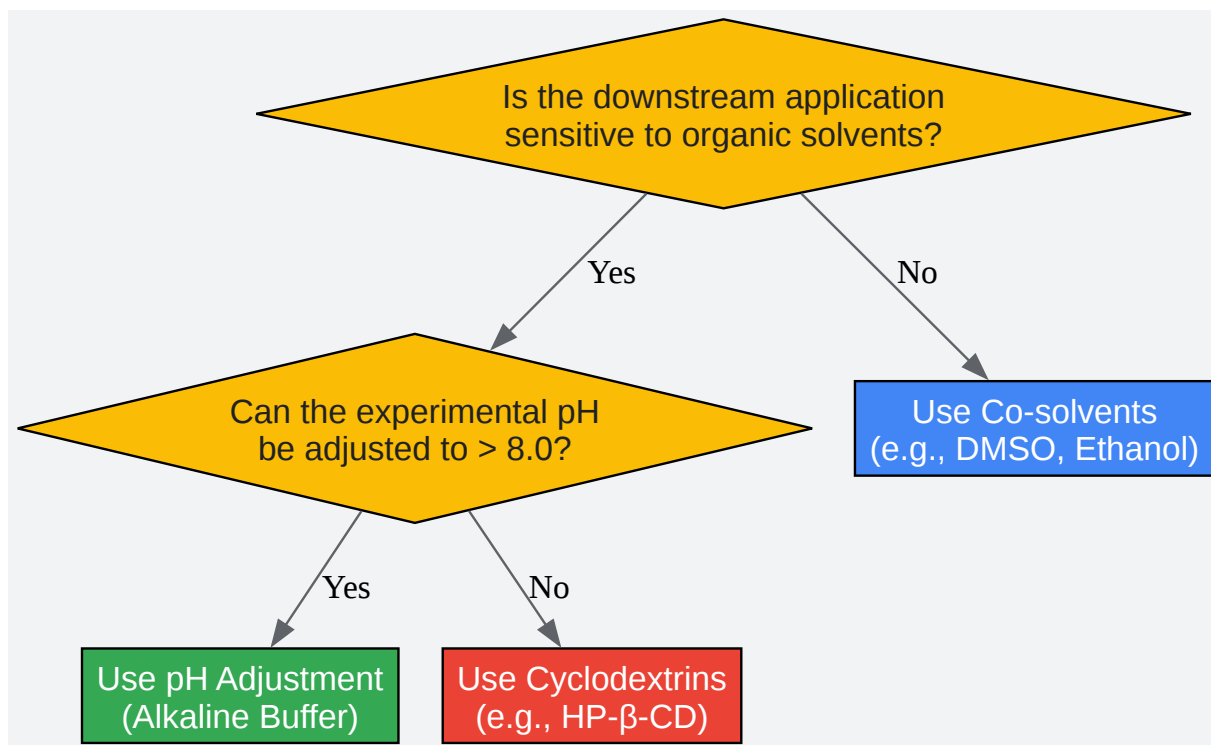 Is the downstream application
sensitive to organic solvents?
Yes
No
Can the experimental pH
be adjusted to > 8.0?
Use Co-solvents
(e.g., DMSO, Ethanol)
Yes
No
Use pH Adjustment
(Alkaline Buffer)
Use Cyclodextrins
(e.g., HP-β-CD)